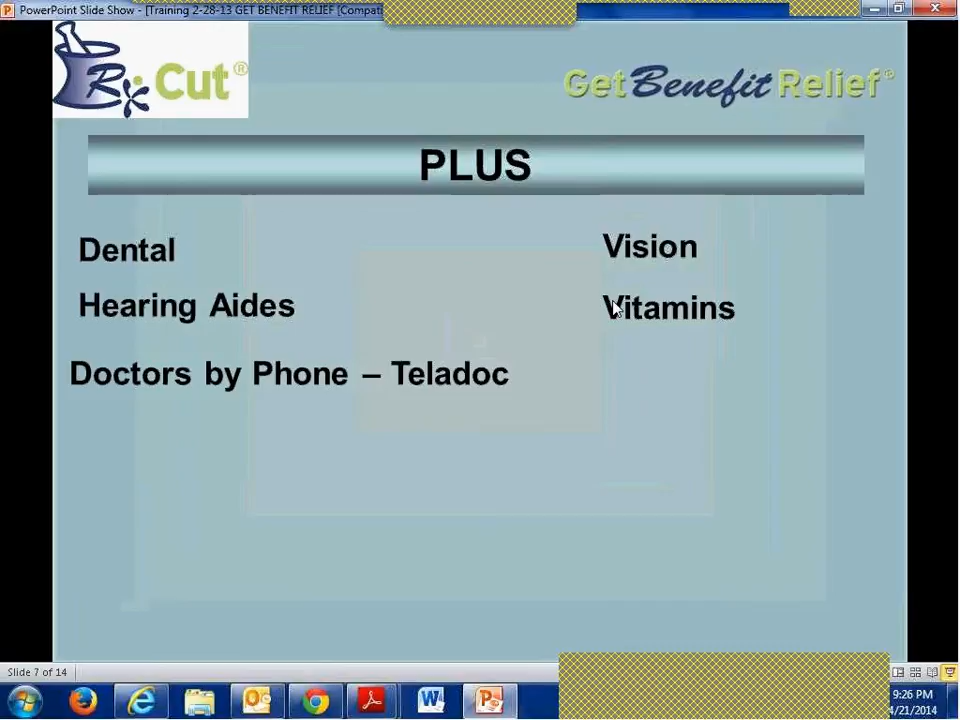 PowerPoint Slide Show - [Training 2-28-13 GET BENEFIT RELIEF [Compati
Rx Cut®
Get Benefit Relief®
PLUS
Dental
Vision
Hearing Aides
Vitamins
Doctors by Phone – Teladoc
Slide 7 of 14
9:26 PM
4/21/2014